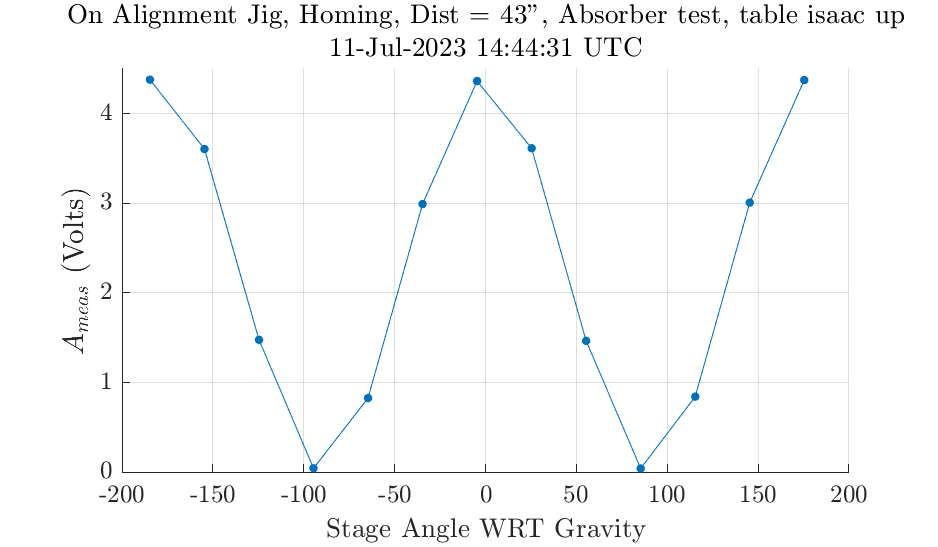 On Alignment Jig, Homing, Dist = 43”, Absorber test, table isaac up
11-Jul-2023 14:44:31 UTC
A_meas (Volts)
4
3
2
1
0
-200 -150 -100 -50 0 50 100 150 200
Stage Angle WRT Gravity